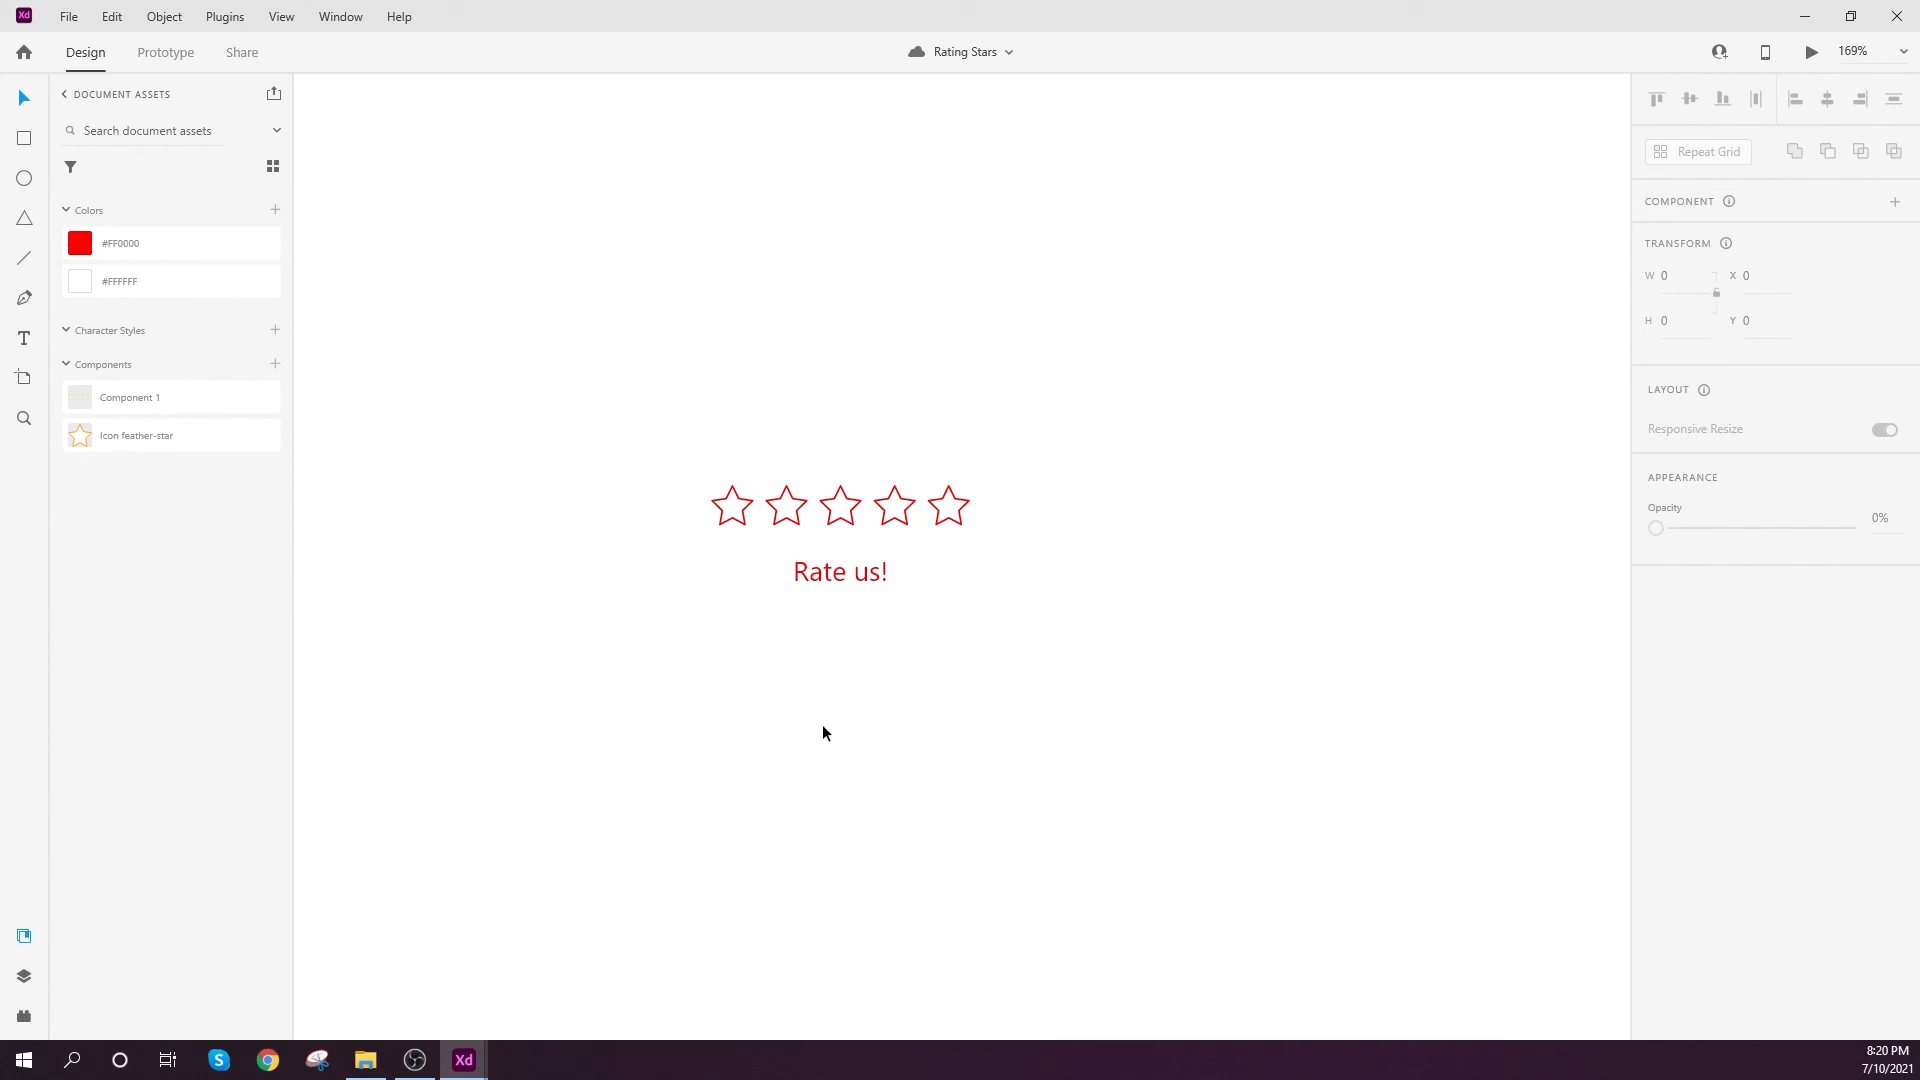 Xd File Edit Object Plugins View Window Help
Design Prototype Share Rating Stars 169%
DOCUMENT ASSETS
Search document assets
Colors
#FF0000
#FFFFFF
Character Styles
Components
Component 1
Icon feather-star
Rate us!
Repeat Grid
COMPONENT
TRANSFORM
W 0 X 0
H 0 Y 0
LAYOUT
Responsive Resize
APPEARANCE
Opacity
0%
S Xd
8:20 PM
7/10/2021